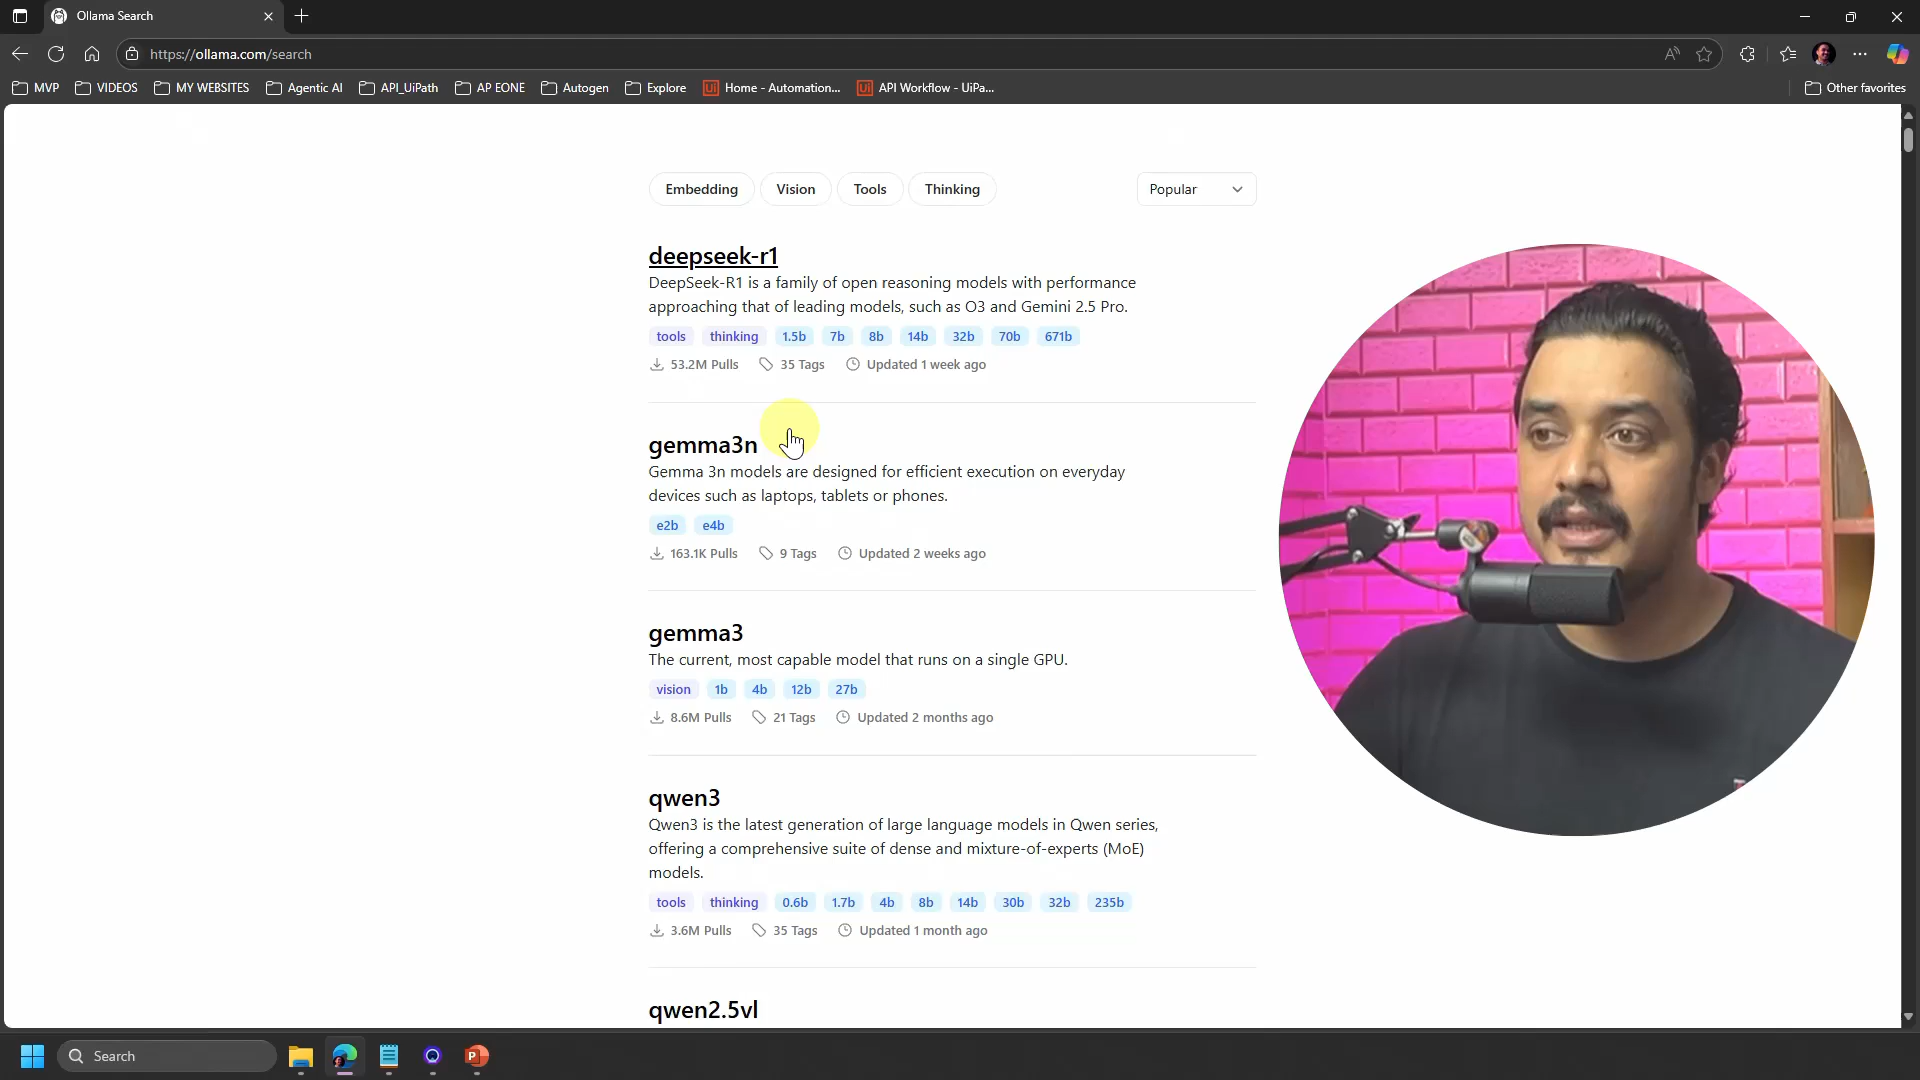 Ollama Search
https://ollama.com/search
MVP VIDEOS MY WEBSITES Agentic AI API_UiPath AP EONE Autogen Explore Home - Automation... API Workflow - UiPa... Other favorites
Embedding Vision Tools Thinking Popular
deepseek-r1
DeepSeek-R1 is a family of open reasoning models with performance
approaching that of leading models, such as O3 and Gemini 2.5 Pro.
tools thinking 1.5b 7b 8b 14b 32b 70b 671b
53.2M Pulls 35 Tags Updated 1 week ago
gemma3n
Gemma 3n models are designed for efficient execution on everyday
devices such as laptops, tablets or phones.
e2b e4b
163.1K Pulls 9 Tags Updated 2 weeks ago
gemma3
The current, most capable model that runs on a single GPU.
vision 1b 4b 12b 27b
8.6M Pulls 21 Tags Updated 2 months ago
qwen3
Qwen3 is the latest generation of large language models in Qwen series,
offering a comprehensive suite of dense and mixture-of-experts (MoE)
models.
tools thinking 0.6b 1.7b 4b 8b 14b 30b 32b 235b
3.6M Pulls 35 Tags Updated 1 month ago
qwen2.5vl
Search